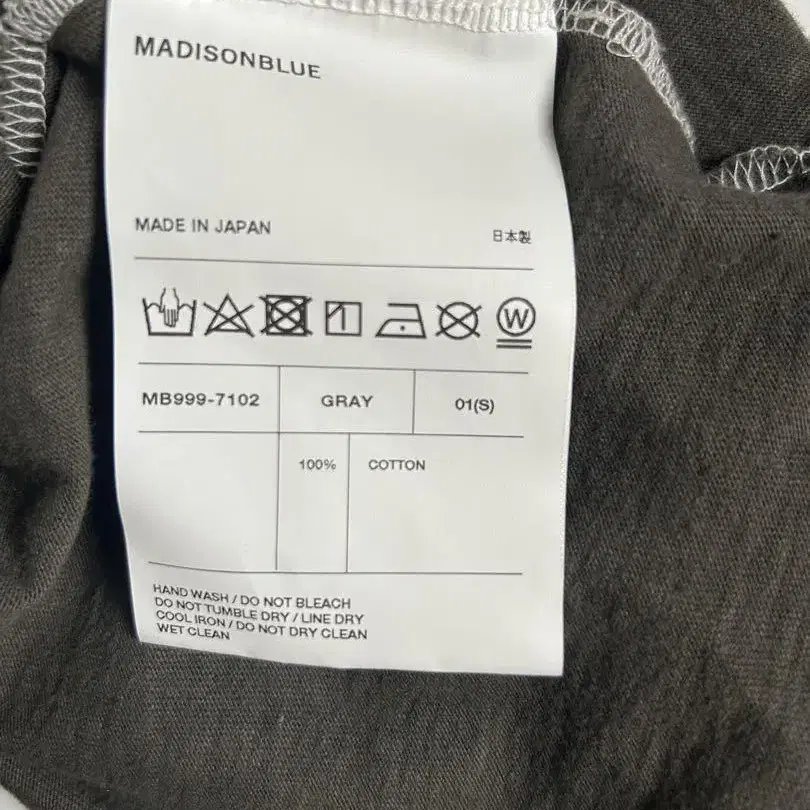 MADISONBLUE
MADE IN JAPAN 日本製
W
MB999-7102 GRAY 01(S)
100% COTTON
HAND WASH / DO NOT BLEACH
DO NOT TUMBLE DRY / LINE DRY
COOL IRON / DO NOT DRY CLEAN
WET CLEAN